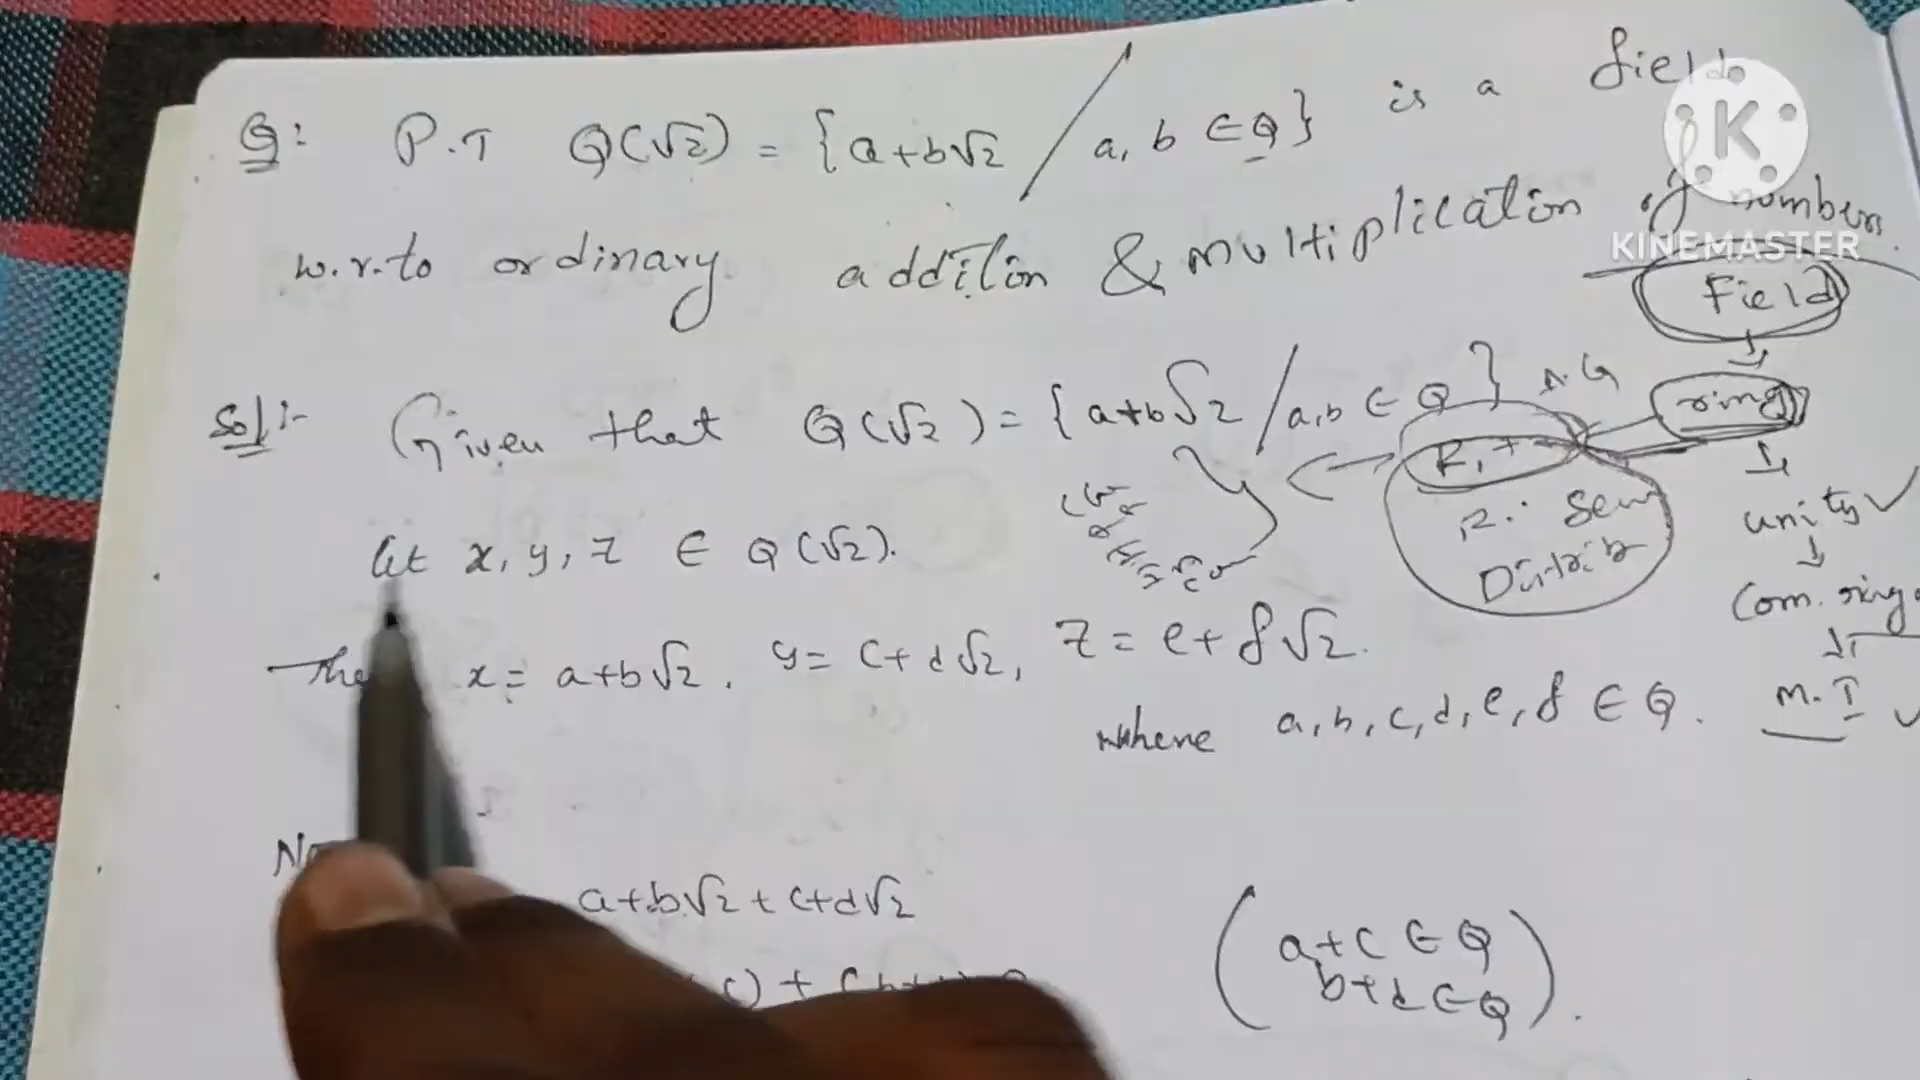 Q: P.T Q(√2) = {a+b√2 / a, b ∈ Q} is a field
w.r.to ordinary addition & multiplication of numbers.
K
KINEMASTER
Field
Sol:- Given that Q(√2) = {a+b√2 / a,b ∈ Q}
ring
R, +
unity ✓
let x, y, z ∈ Q(√2).
R.
Com. ring
The x = a+b√2, y = c+d√2, z = e+f√2.
where a, b, c, d, e, f ∈ Q.
M.I ✓
a+b√2 + c+d√2
(a+c ∈ Q
b+d ∈ Q).
c) +